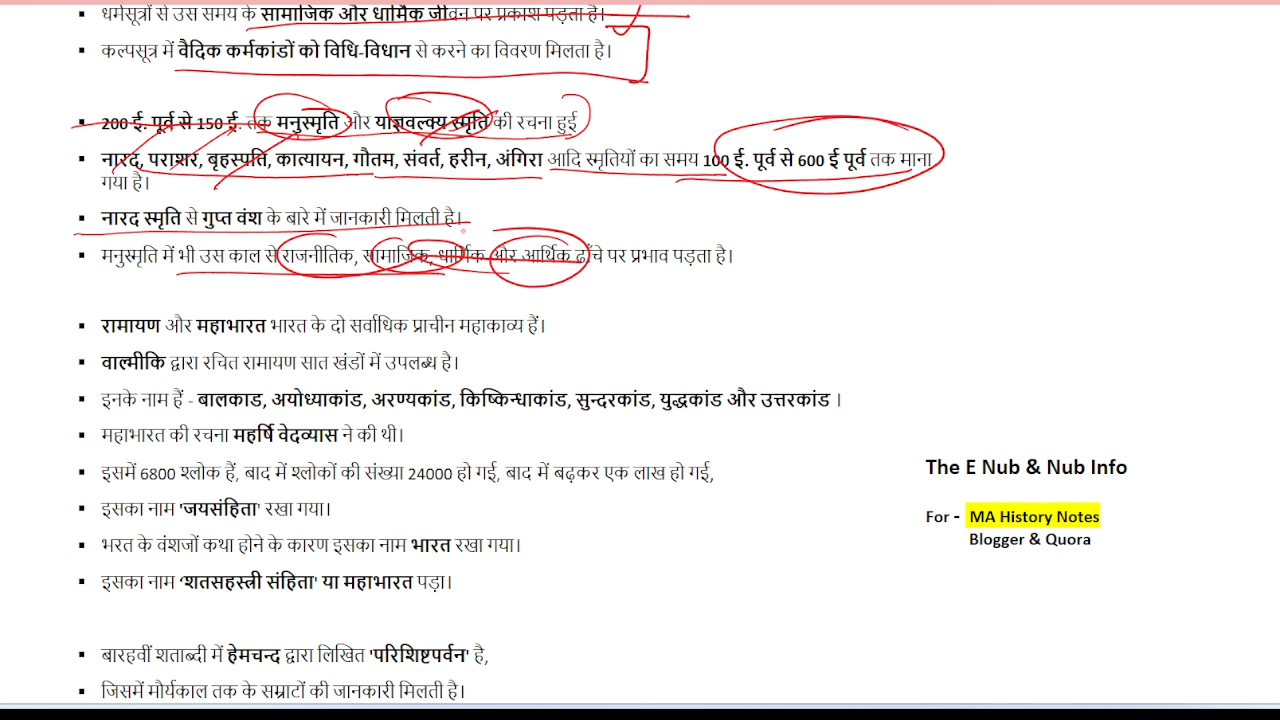 ▪ धर्मसूत्रों से उस समय के सामाजिक और धार्मिक जीवन पर प्रकाश पड़ता है।
▪ कल्पसूत्र में वैदिक कर्मकांडों को विधि-विधान से करने का विवरण मिलता है।
▪ 200 ई. पूर्व से 150 ई. तक मनुस्मृति और याज्ञवल्क्य स्मृति की रचना हुई
▪ नारद, पराशर, बृहस्पति, कात्यायन, गौतम, संवर्त, हरीन, अंगिरा आदि स्मृतियों का समय 100 ई. पूर्व से 600 ई पूर्व तक माना
गया है।
▪ नारद स्मृति से गुप्त वंश के बारे में जानकारी मिलती है।
▪ मनुस्मृति में भी उस काल से राजनीतिक, सामाजिक, धार्मिक और आर्थिक ढाँचे पर प्रभाव पड़ता है।
▪ रामायण और महाभारत भारत के दो सर्वाधिक प्राचीन महाकाव्य हैं।
▪ वाल्मीकि द्वारा रचित रामायण सात खंडों में उपलब्ध है।
▪ इनके नाम हैं - बालकाड, अयोध्याकांड, अरण्यकांड, किष्किन्धाकांड, सुन्दरकांड, युद्धकांड और उत्तरकांड ।
▪ महाभारत की रचना महर्षि वेदव्यास ने की थी।
▪ इसमें 6800 श्लोक हैं, बाद में श्लोकों की संख्या 24000 हो गई, बाद में बढ़कर एक लाख हो गई,
The E Nub & Nub Info
▪ इसका नाम 'जयसंहिता' रखा गया।
For - MA History Notes
Blogger & Quora
▪ भरत के वंशजों कथा होने के कारण इसका नाम भारत रखा गया।
▪ इसका नाम ‘शतसहस्त्री संहिता' या महाभारत पड़ा।
▪ बारहवीं शताब्दी में हेमचन्द द्वारा लिखित 'परिशिष्टपर्वन' है,
▪ जिसमें मौर्यकाल तक के सम्राटों की जानकारी मिलती है।